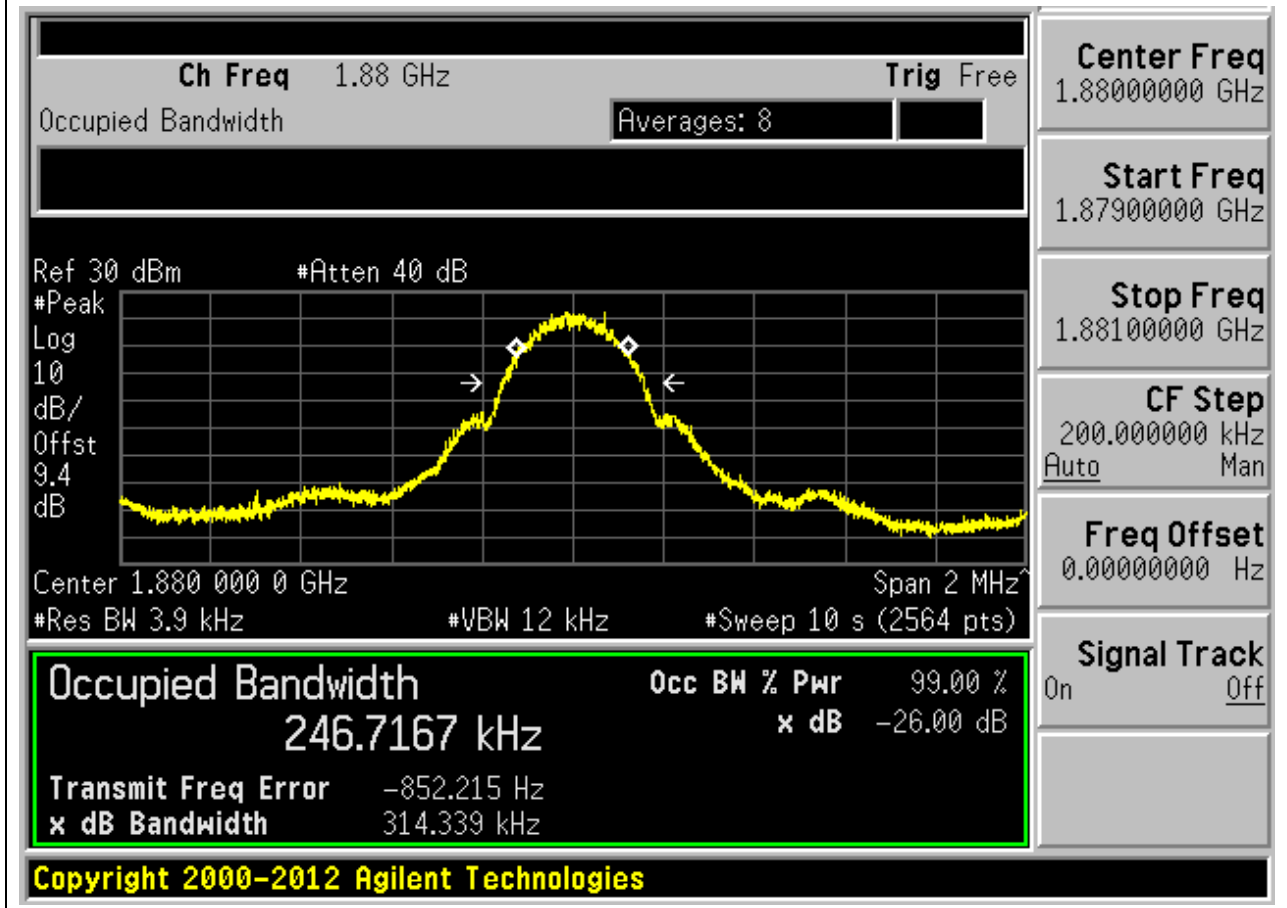 Ch Freq 1.88 GHz Trig Free
Occupied Bandwidth Averages: 8
Ref 30 dBm #Atten 40 dB
#Peak
Log
10
dB/
Offst
9.4
dB
Center 1.880 000 0 GHz Span 2 MHz^
#Res BW 3.9 kHz #VBW 12 kHz #Sweep 10 s (2564 pts)
Occupied Bandwidth Occ BW % Pwr 99.00 %
246.7167 kHz x dB -26.00 dB
Transmit Freq Error -852.215 Hz
x dB Bandwidth 314.339 kHz
Copyright 2000-2012 Agilent Technologies
Center Freq
1.88000000 GHz
Start Freq
1.87900000 GHz
Stop Freq
1.88100000 GHz
CF Step
200.000000 kHz
Auto Man
Freq Offset
0.00000000 Hz
Signal Track
On Off